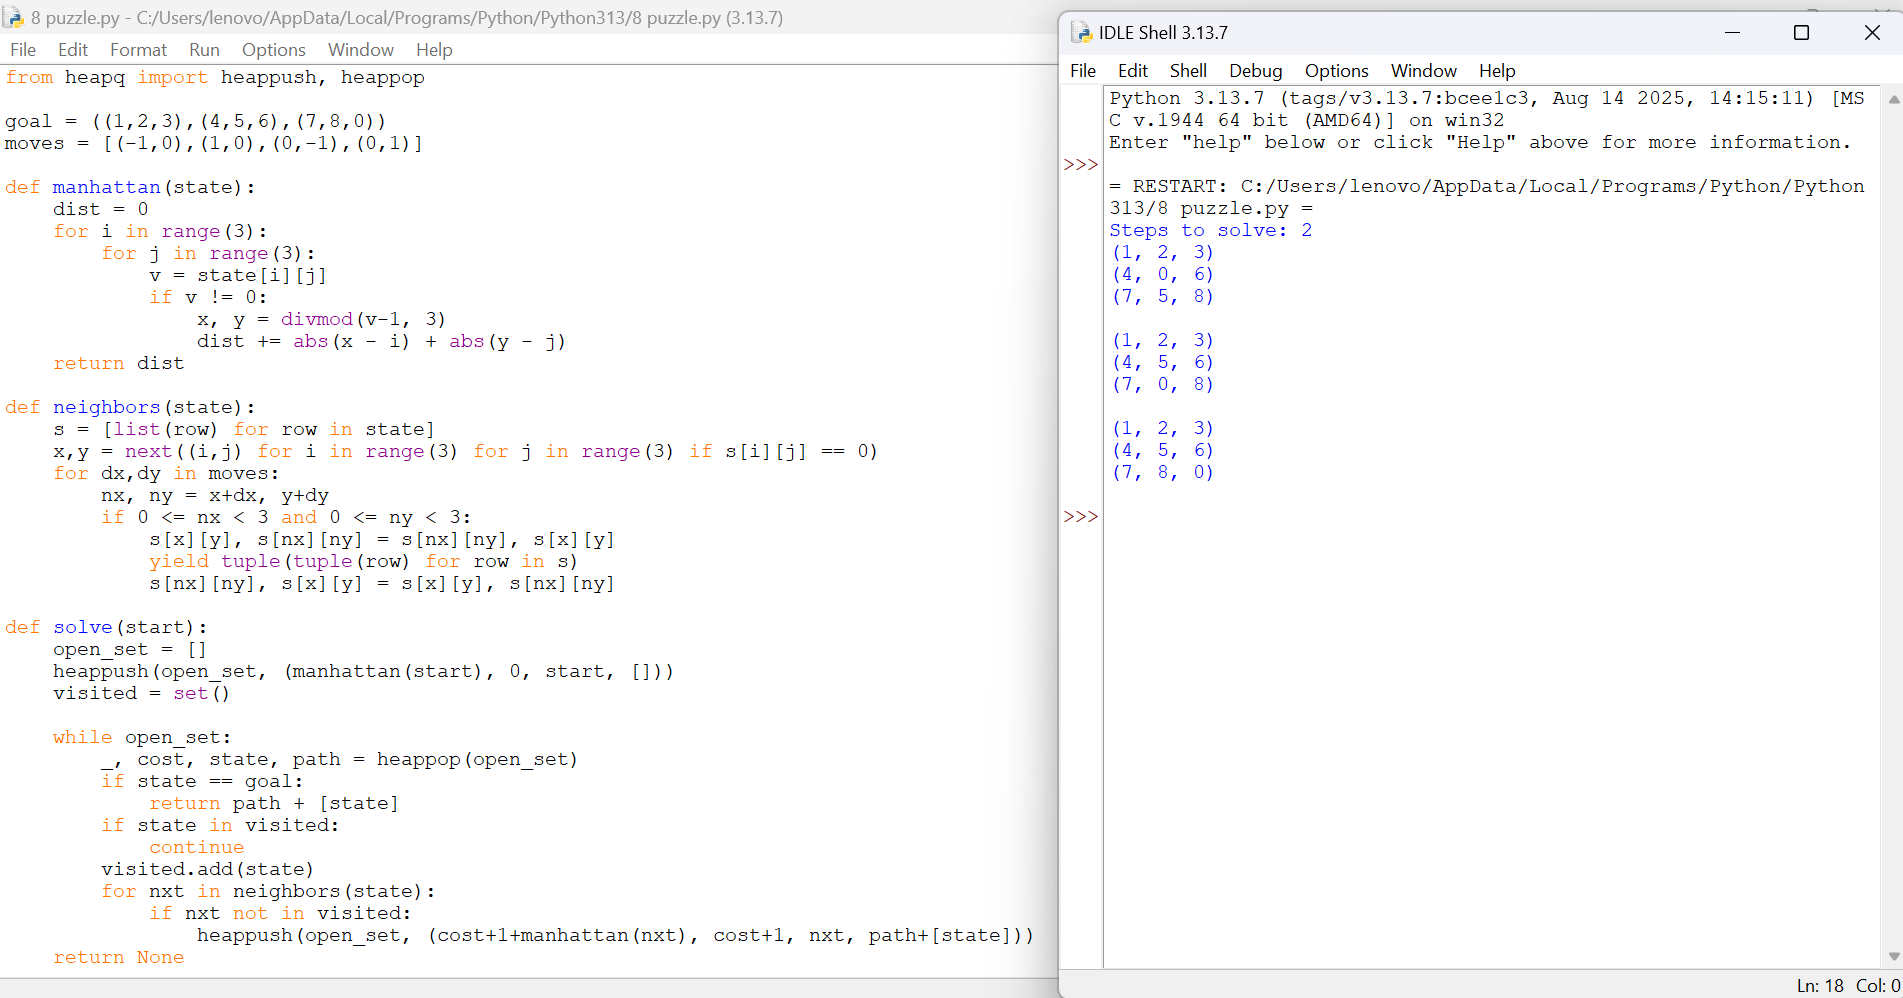 8 puzzle.py - C:/Users/lenovo/AppData/Local/Programs/Python/Python313/8 puzzle.py (3.13.7)
File Edit Format Run Options Window Help
from heapq import heappush, heappop

goal = ((1,2,3),(4,5,6),(7,8,0))
moves = [(-1,0),(1,0),(0,-1),(0,1)]

def manhattan(state):
    dist = 0
    for i in range(3):
        for j in range(3):
            v = state[i][j]
            if v != 0:
                x, y = divmod(v-1, 3)
                dist += abs(x - i) + abs(y - j)
    return dist

def neighbors(state):
    s = [list(row) for row in state]
    x,y = next((i,j) for i in range(3) for j in range(3) if s[i][j] == 0)
    for dx,dy in moves:
        nx, ny = x+dx, y+dy
        if 0 <= nx < 3 and 0 <= ny < 3:
            s[x][y], s[nx][ny] = s[nx][ny], s[x][y]
            yield tuple(tuple(row) for row in s)
            s[nx][ny], s[x][y] = s[x][y], s[nx][ny]

def solve(start):
    open_set = []
    heappush(open_set, (manhattan(start), 0, start, []))
    visited = set()

    while open_set:
        _, cost, state, path = heappop(open_set)
        if state == goal:
            return path + [state]
        if state in visited:
            continue
        visited.add(state)
        for nxt in neighbors(state):
            if nxt not in visited:
                heappush(open_set, (cost+1+manhattan(nxt), cost+1, nxt, path+[state]))
    return None
IDLE Shell 3.13.7
File Edit Shell Debug Options Window Help
Python 3.13.7 (tags/v3.13.7:bcee1c3, Aug 14 2025, 14:15:11) [MS
C v.1944 64 bit (AMD64)] on win32
Enter "help" below or click "Help" above for more information.
>>>
= RESTART: C:/Users/lenovo/AppData/Local/Programs/Python/Python
313/8 puzzle.py =
Steps to solve: 2
(1, 2, 3)
(4, 0, 6)
(7, 5, 8)

(1, 2, 3)
(4, 5, 6)
(7, 0, 8)

(1, 2, 3)
(4, 5, 6)
(7, 8, 0)

>>>
Ln: 18 Col: 0